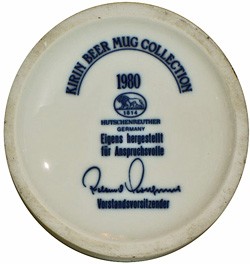 KIRIN BEER MUG COLLECTION
1980
1814
HUTSCHENREUTHER
GERMANY
Eigens hergestellt
für Anspruchsvolle
Vorstandsvorsitzender